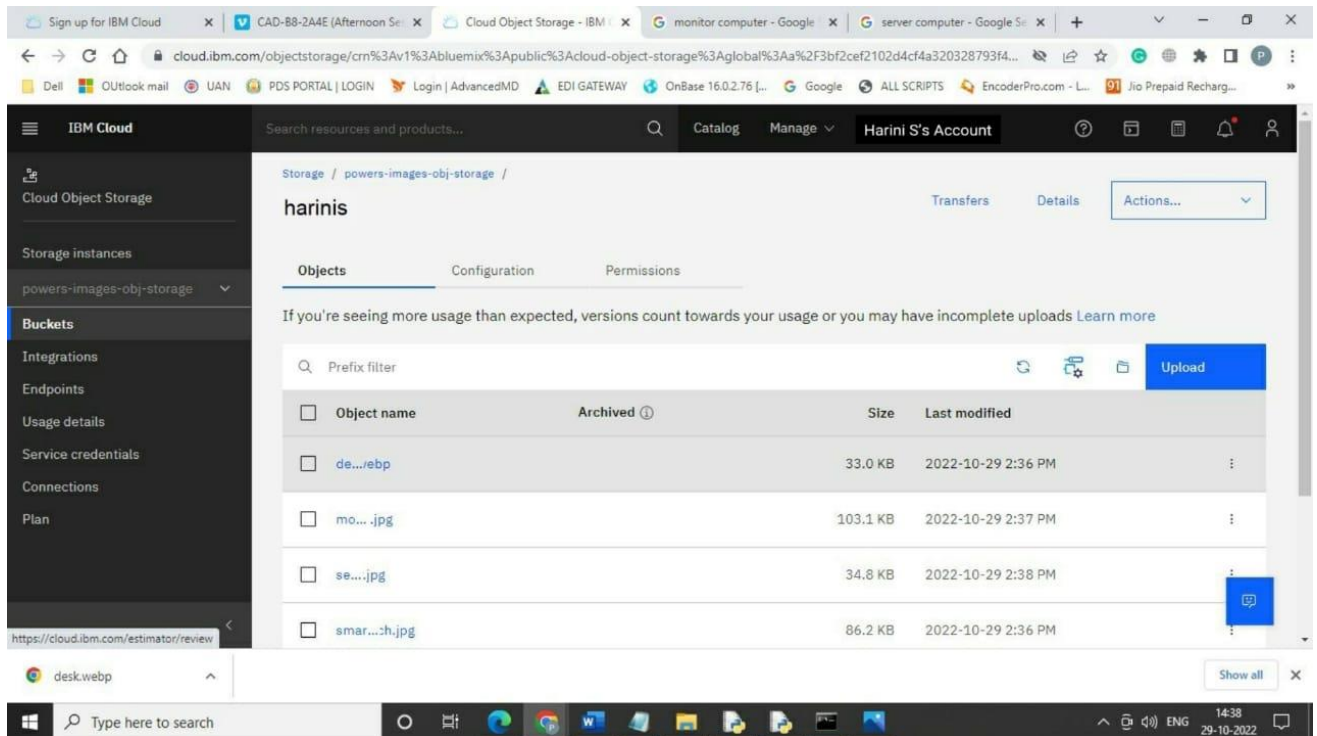 Sign up for IBM Cloud
CAD-B8-2A4E (Afternoon Se
Cloud Object Storage - IBM
monitor computer - Google
server computer - Google Se
cloud.ibm.com/objectstorage/crn%3Av1%3Abluemix%3Apublic%3Acloud-object-storage%3Aglobal%3Aa%2F3bf2cef2102d4cf4a320328793f4...
Dell OUtlook mail UAN PDS PORTAL | LOGIN Login | AdvancedMD EDI GATEWAY OnBase 16.0.2.76 [... Google ALL SCRIPTS EncoderPro.com - L... Jio Prepaid Recharg... »
IBM Cloud Search resources and products... Catalog Manage Harini S's Account
Cloud Object Storage
Storage instances
powers-images-obj-storage
Buckets
Integrations
Endpoints
Usage details
Service credentials
Connections
Plan
https://cloud.ibm.com/estimator/review
Storage / powers-images-obj-storage /
harinis
Transfers Details Actions...
Objects Configuration Permissions
If you're seeing more usage than expected, versions count towards your usage or you may have incomplete uploads Learn more
Prefix filter Upload
Object name Archived Size Last modified
de...vebp 33.0 KB 2022-10-29 2:36 PM
mo... .jpg 103.1 KB 2022-10-29 2:37 PM
se....jpg 34.8 KB 2022-10-29 2:38 PM
smar...:h.jpg 86.2 KB 2022-10-29 2:36 PM
desk.webp Show all
Type here to search ENG 14:38
29-10-2022